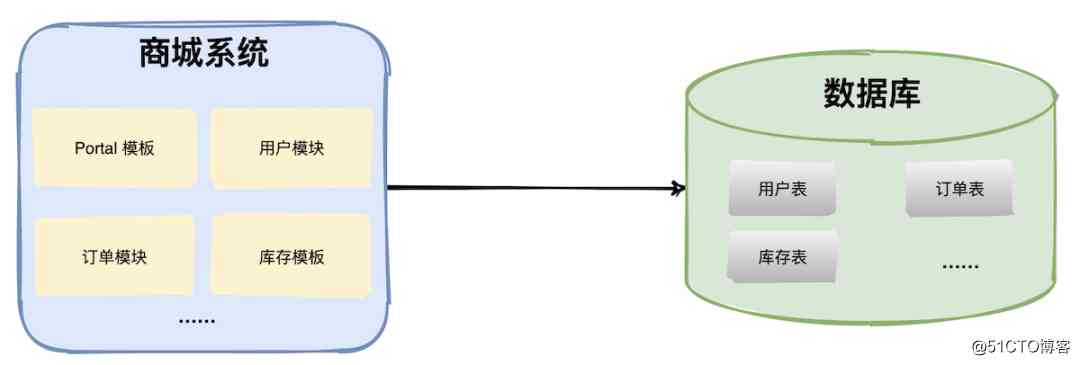 商城系统
Portal 模板
用户模块
订单模块
库存模板
......
数据库
用户表
订单表
库存表
......
@51CTO博客